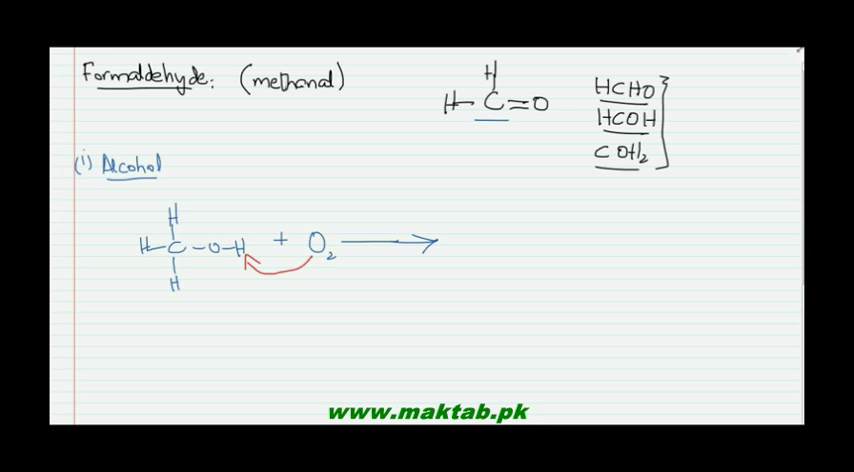 Formaldehyde: (methanal)
H
H-C=O
HCHO
HCOH
COH2
(i) Alcohol
H
H-C-O-H + O2
H
www.maktab.pk